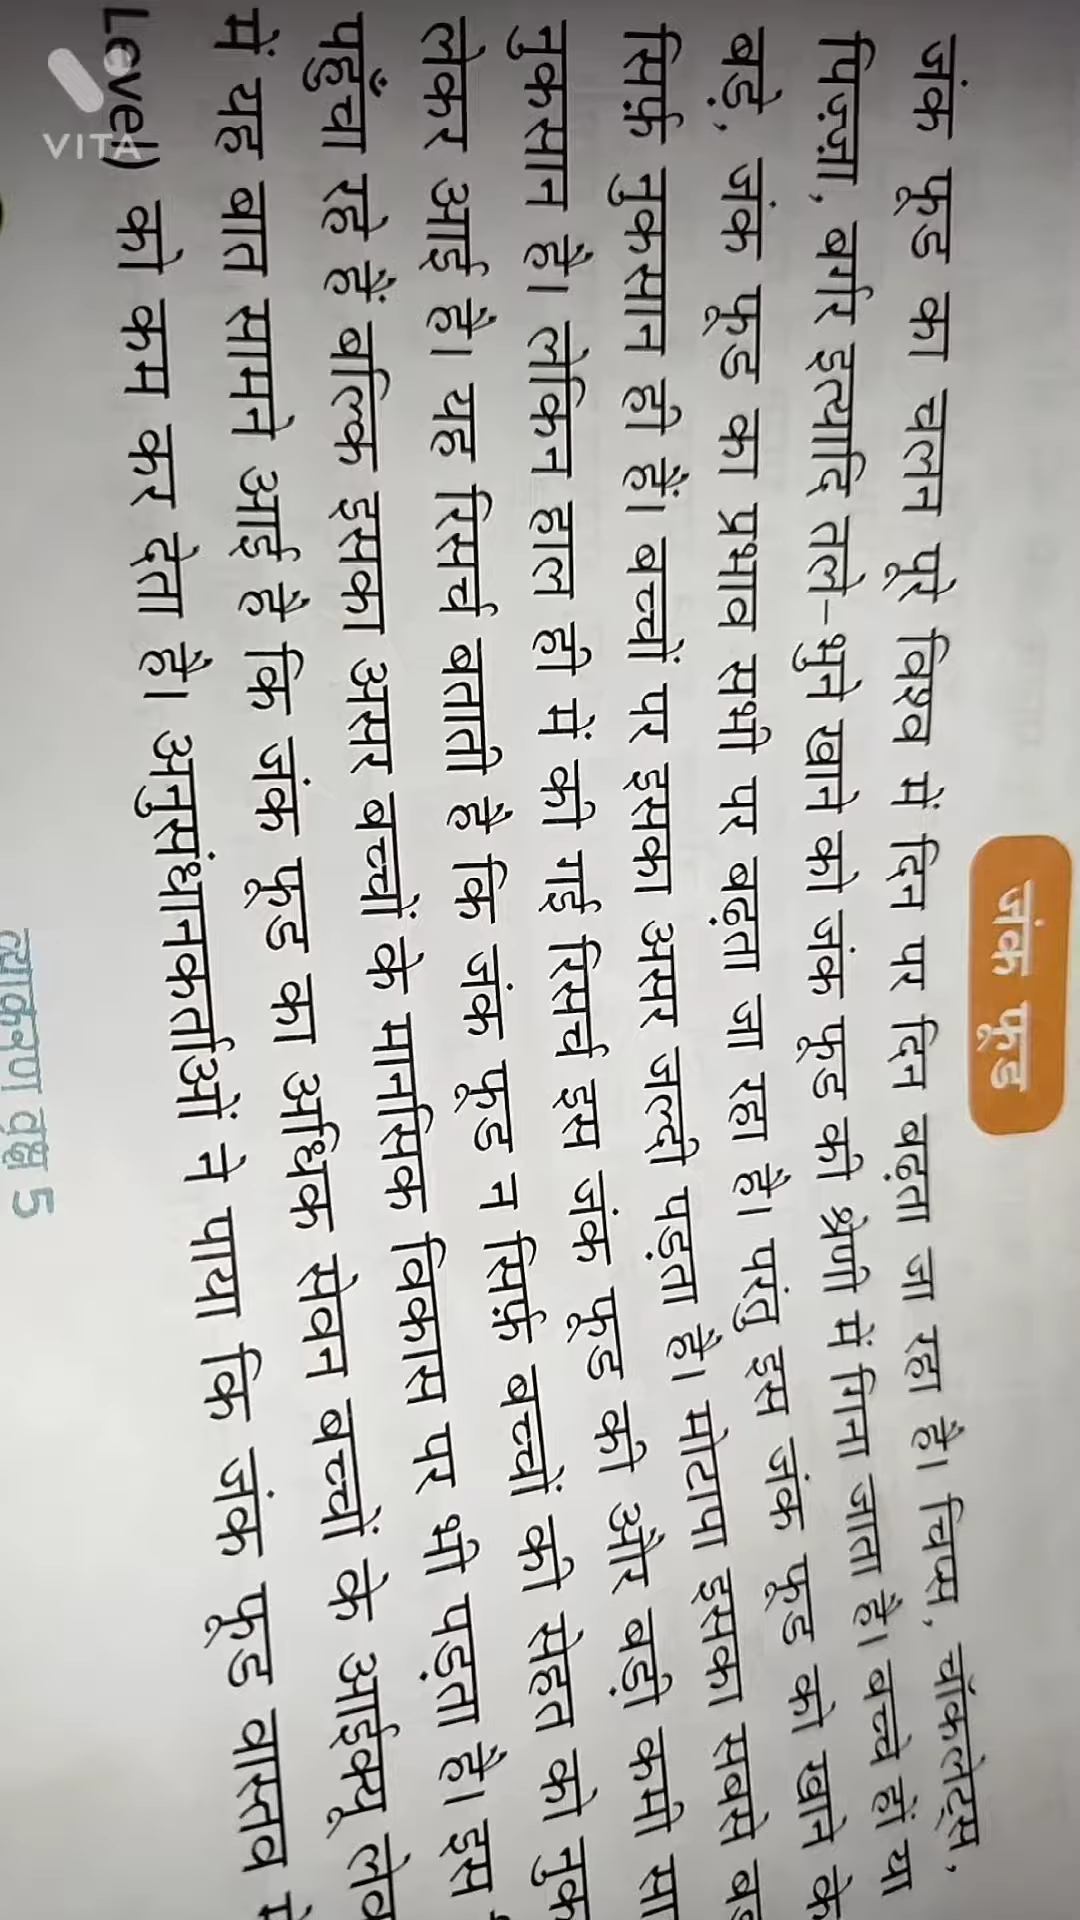 जंक फूड
जंक फूड का चलन पूरे विश्व में दिन पर दिन बढ़ता जा रहा है। चिप्स, चॉकलेट्स,
पिज़्ज़ा, बर्गर इत्यादि तले-भुने खाने को जंक फूड की श्रेणी में गिना जाता है। बच्चे हों या
बड़े, जंक फूड का प्रभाव सभी पर बढ़ता जा रहा है। परंतु इस जंक फूड को खाने के
सिर्फ़ नुकसान ही हैं। बच्चों पर इसका असर जल्दी पड़ता है। मोटापा इसका सबसे
नुकसान है। लेकिन हाल ही में की गई रिसर्च इस जंक फूड की और बड़ी कमी
लेकर आई है। यह रिसर्च बताती है कि जंक फूड न सिर्फ़ बच्चों की सेहत को
पहुँचा रहे हैं बल्कि इसका असर बच्चों के मानसिक विकास पर भी पड़ता है। इस
में यह बात सामने आई है कि जंक फूड का अधिक सेवन बच्चों के आईक्यू
Level) को कम कर देता है। अनुसंधानकर्ताओं ने पाया कि जंक फूड वास्तव
व्याकरण वृक्ष 5
VITA